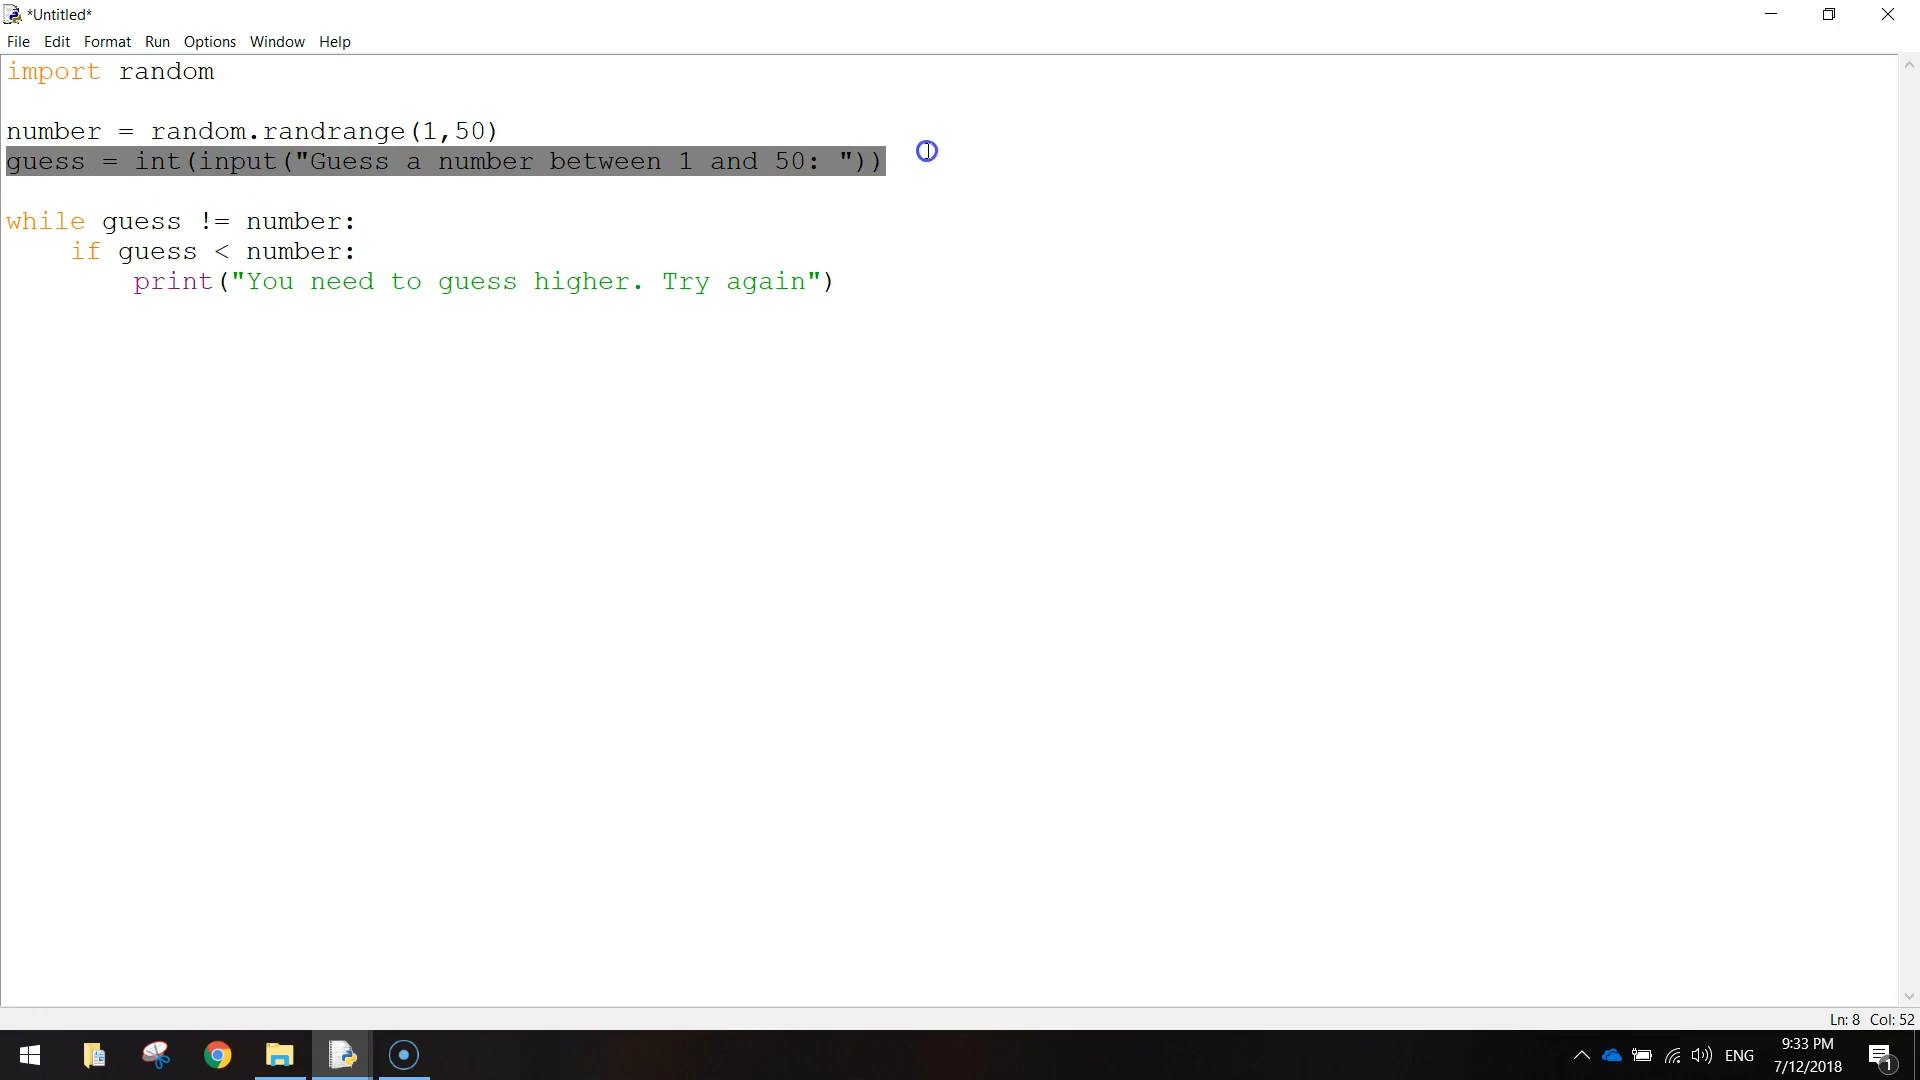 *Untitled*
File Edit Format Run Options Window Help
import random
number = random.randrange(1,50)
guess = int(input("Guess a number between 1 and 50: "))
while guess != number:
    if guess < number:
        print("You need to guess higher. Try again")
Ln: 8 Col: 52
ENG
9:33 PM
7/12/2018
1